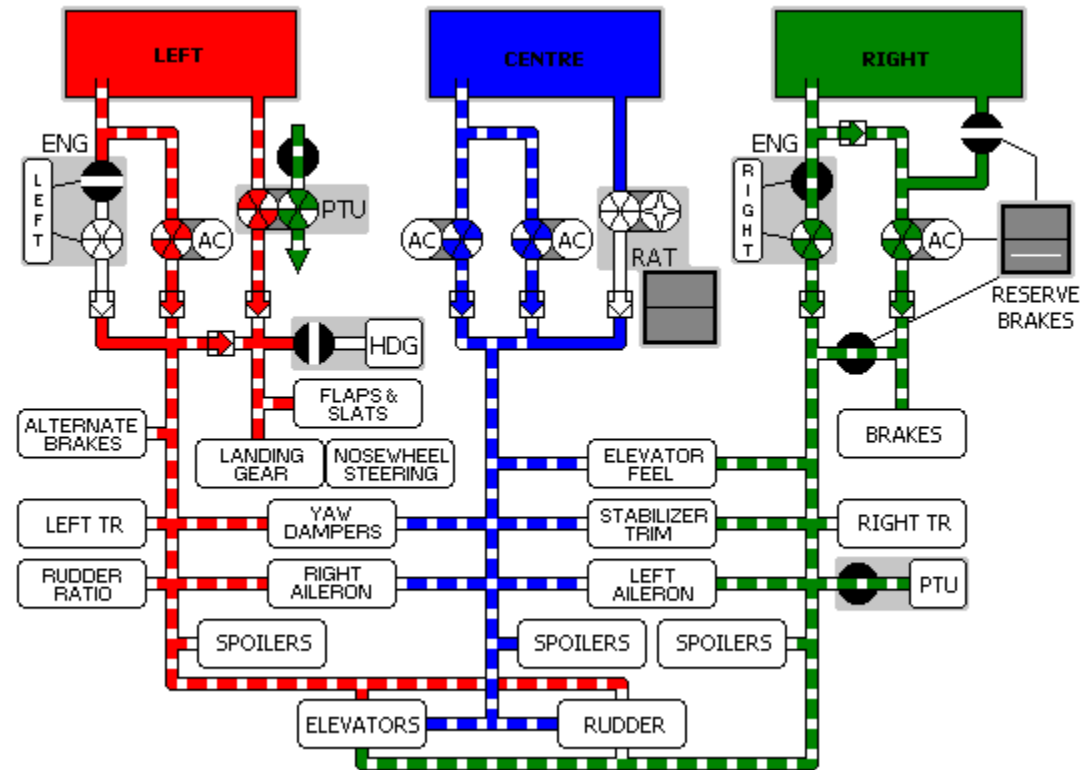 LEFT
CENTRE
RIGHT
ENG
LEFT
AC
PTU
AC
AC
RAT
ENG
RIGHT
AC
RESERVE
BRAKES
HDG
FLAPS &
SLATS
ALTERNATE
BRAKES
LANDING
GEAR
NOSEWHEEL
STEERING
ELEVATOR
FEEL
BRAKES
LEFT TR
YAW
DAMPERS
STABILIZER
TRIM
RIGHT TR
RUDDER
RATIO
RIGHT
AILERON
LEFT
AILERON
PTU
SPOILERS
SPOILERS
SPOILERS
ELEVATORS
RUDDER